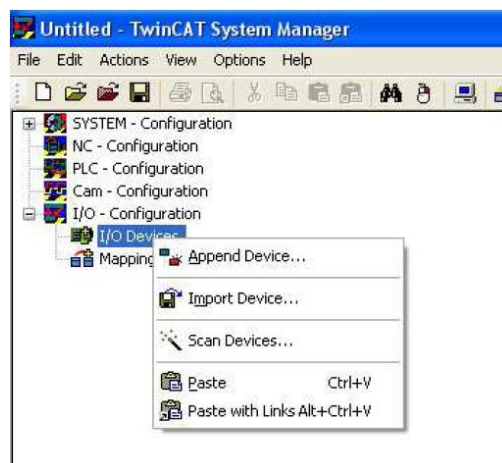 Untitled - TwinCAT System Manager
File Edit Actions View Options Help
SYSTEM - Configuration
NC - Configuration
PLC - Configuration
Cam - Configuration
I/O - Configuration
I/O Devices
Mapping
Append Device...
Import Device...
Scan Devices...
Paste Ctrl+V
Paste with Links Alt+Ctrl+V